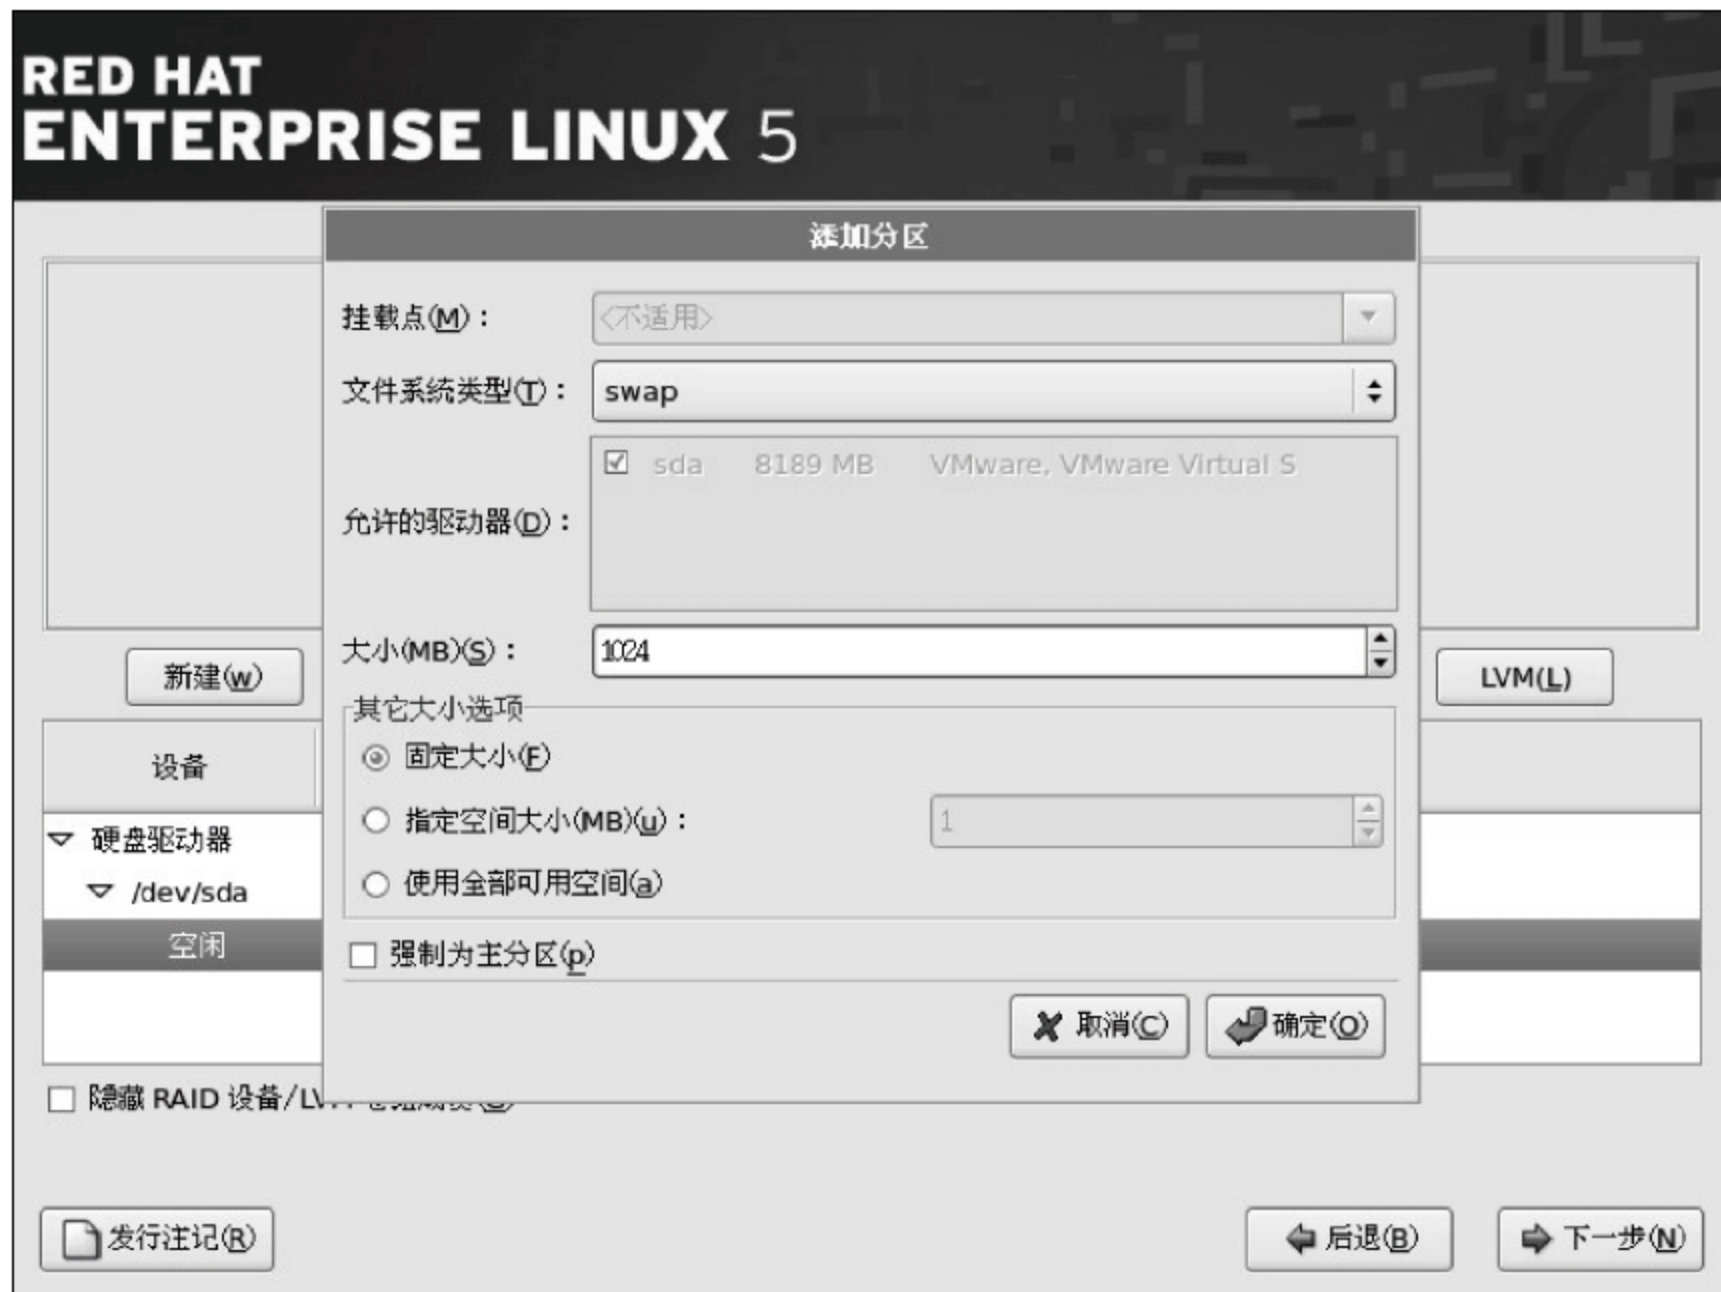 RED HAT
ENTERPRISE LINUX 5
添加分区
挂载点(M)：
<不适用>
文件系统类型(T)：
swap
允许的驱动器(D)：
sda 8189 MB VMware, VMware Virtual S
大小(MB)(S)：
1024
其它大小选项
固定大小(F)
指定空间大小(MB)(u)：
1
使用全部可用空间(a)
强制为主分区(p)
取消(C)
确定(O)
新建(w)
LVM(L)
设备
硬盘驱动器
/dev/sda
空闲
隐藏 RAID 设备/LV
发行注记(R)
后退(B)
下一步(N)